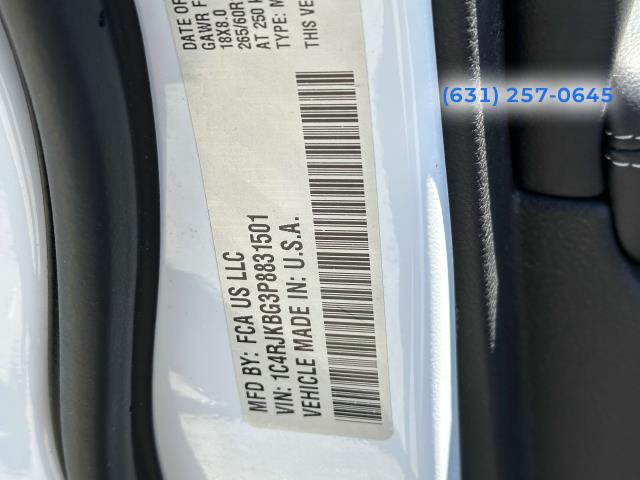 (631) 257-0645
DATE OF
GAWR F
18X8.0
265/60R
AT 250 K
TYPE: M
THIS VE
MFD BY: FCA US LLC
VIN: 1C4RJKBG3P8831501
VEHICLE MADE IN: U.S.A.